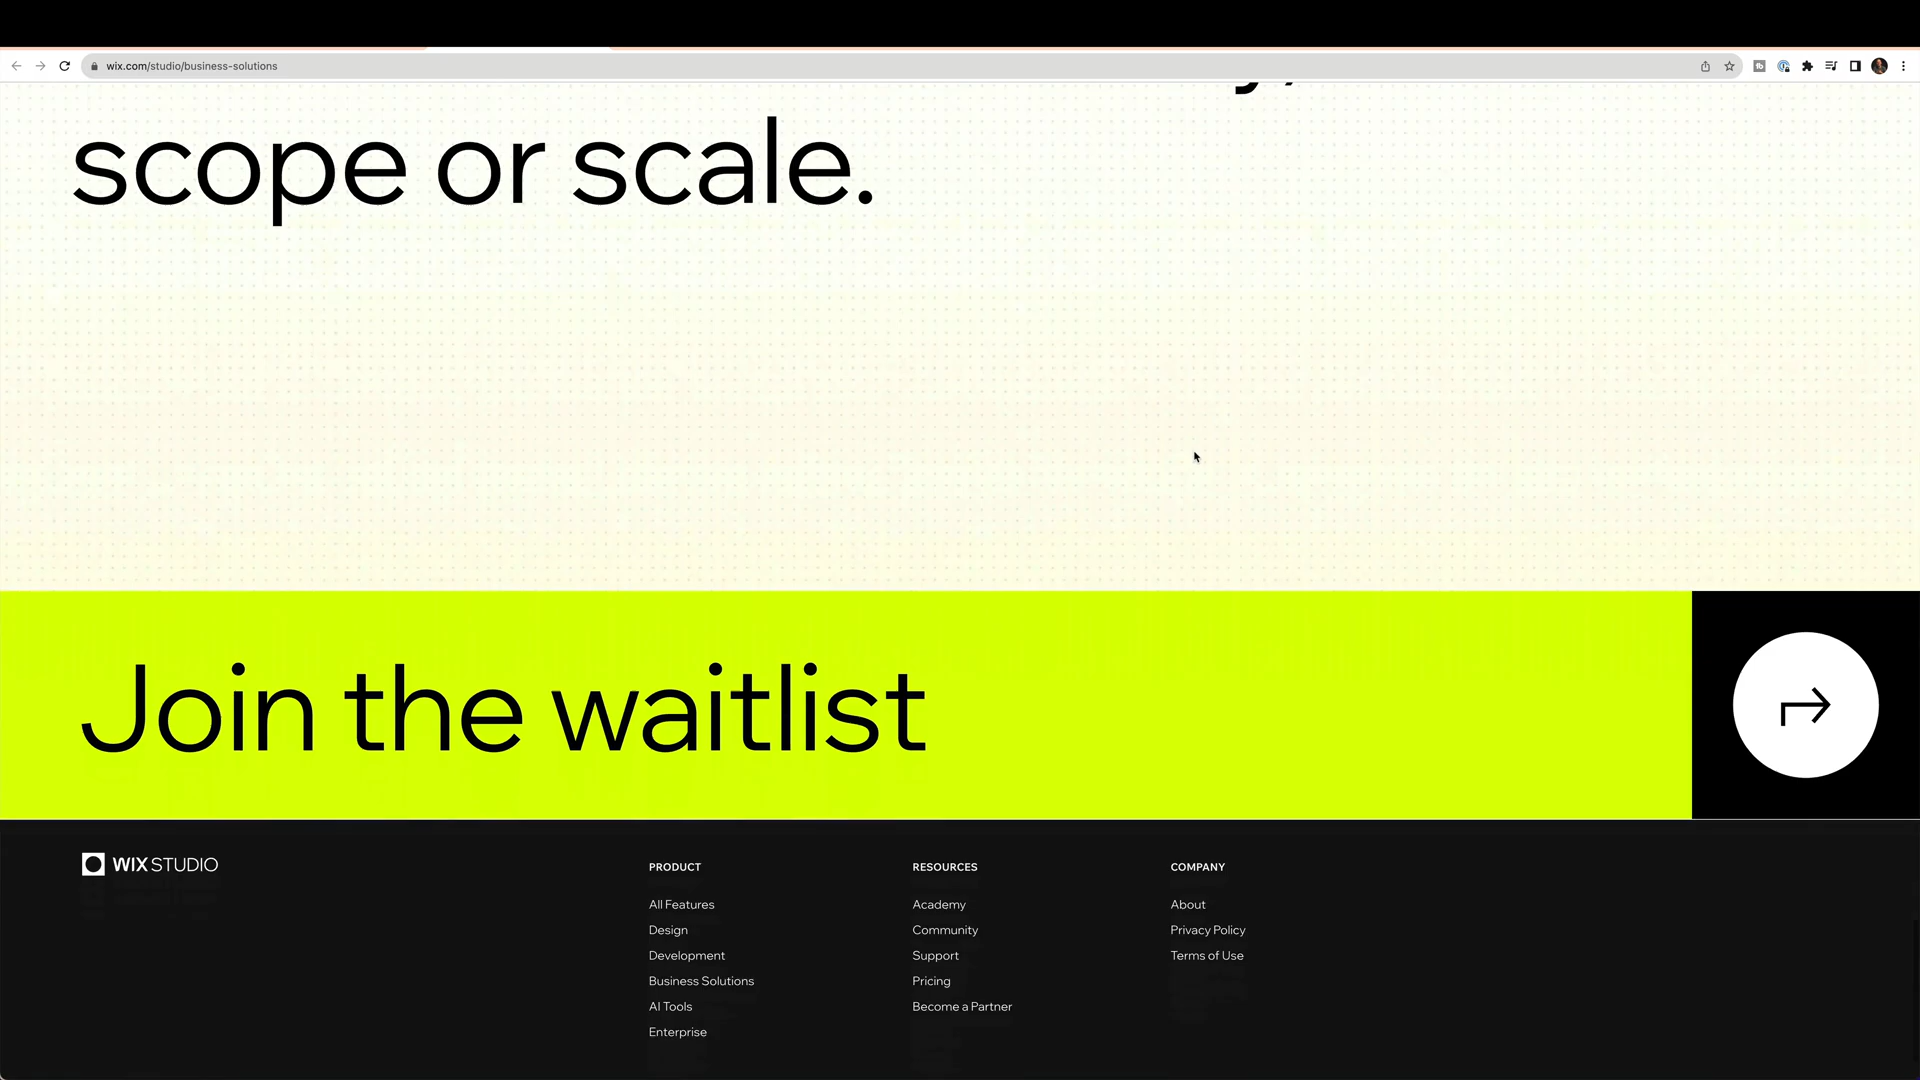 wix.com/studio/business-solutions
scope or scale.
Join the waitlist
WIX STUDIO
PRODUCT
All Features
Design
Development
Business Solutions
AI Tools
Enterprise
RESOURCES
Academy
Community
Support
Pricing
Become a Partner
COMPANY
About
Privacy Policy
Terms of Use